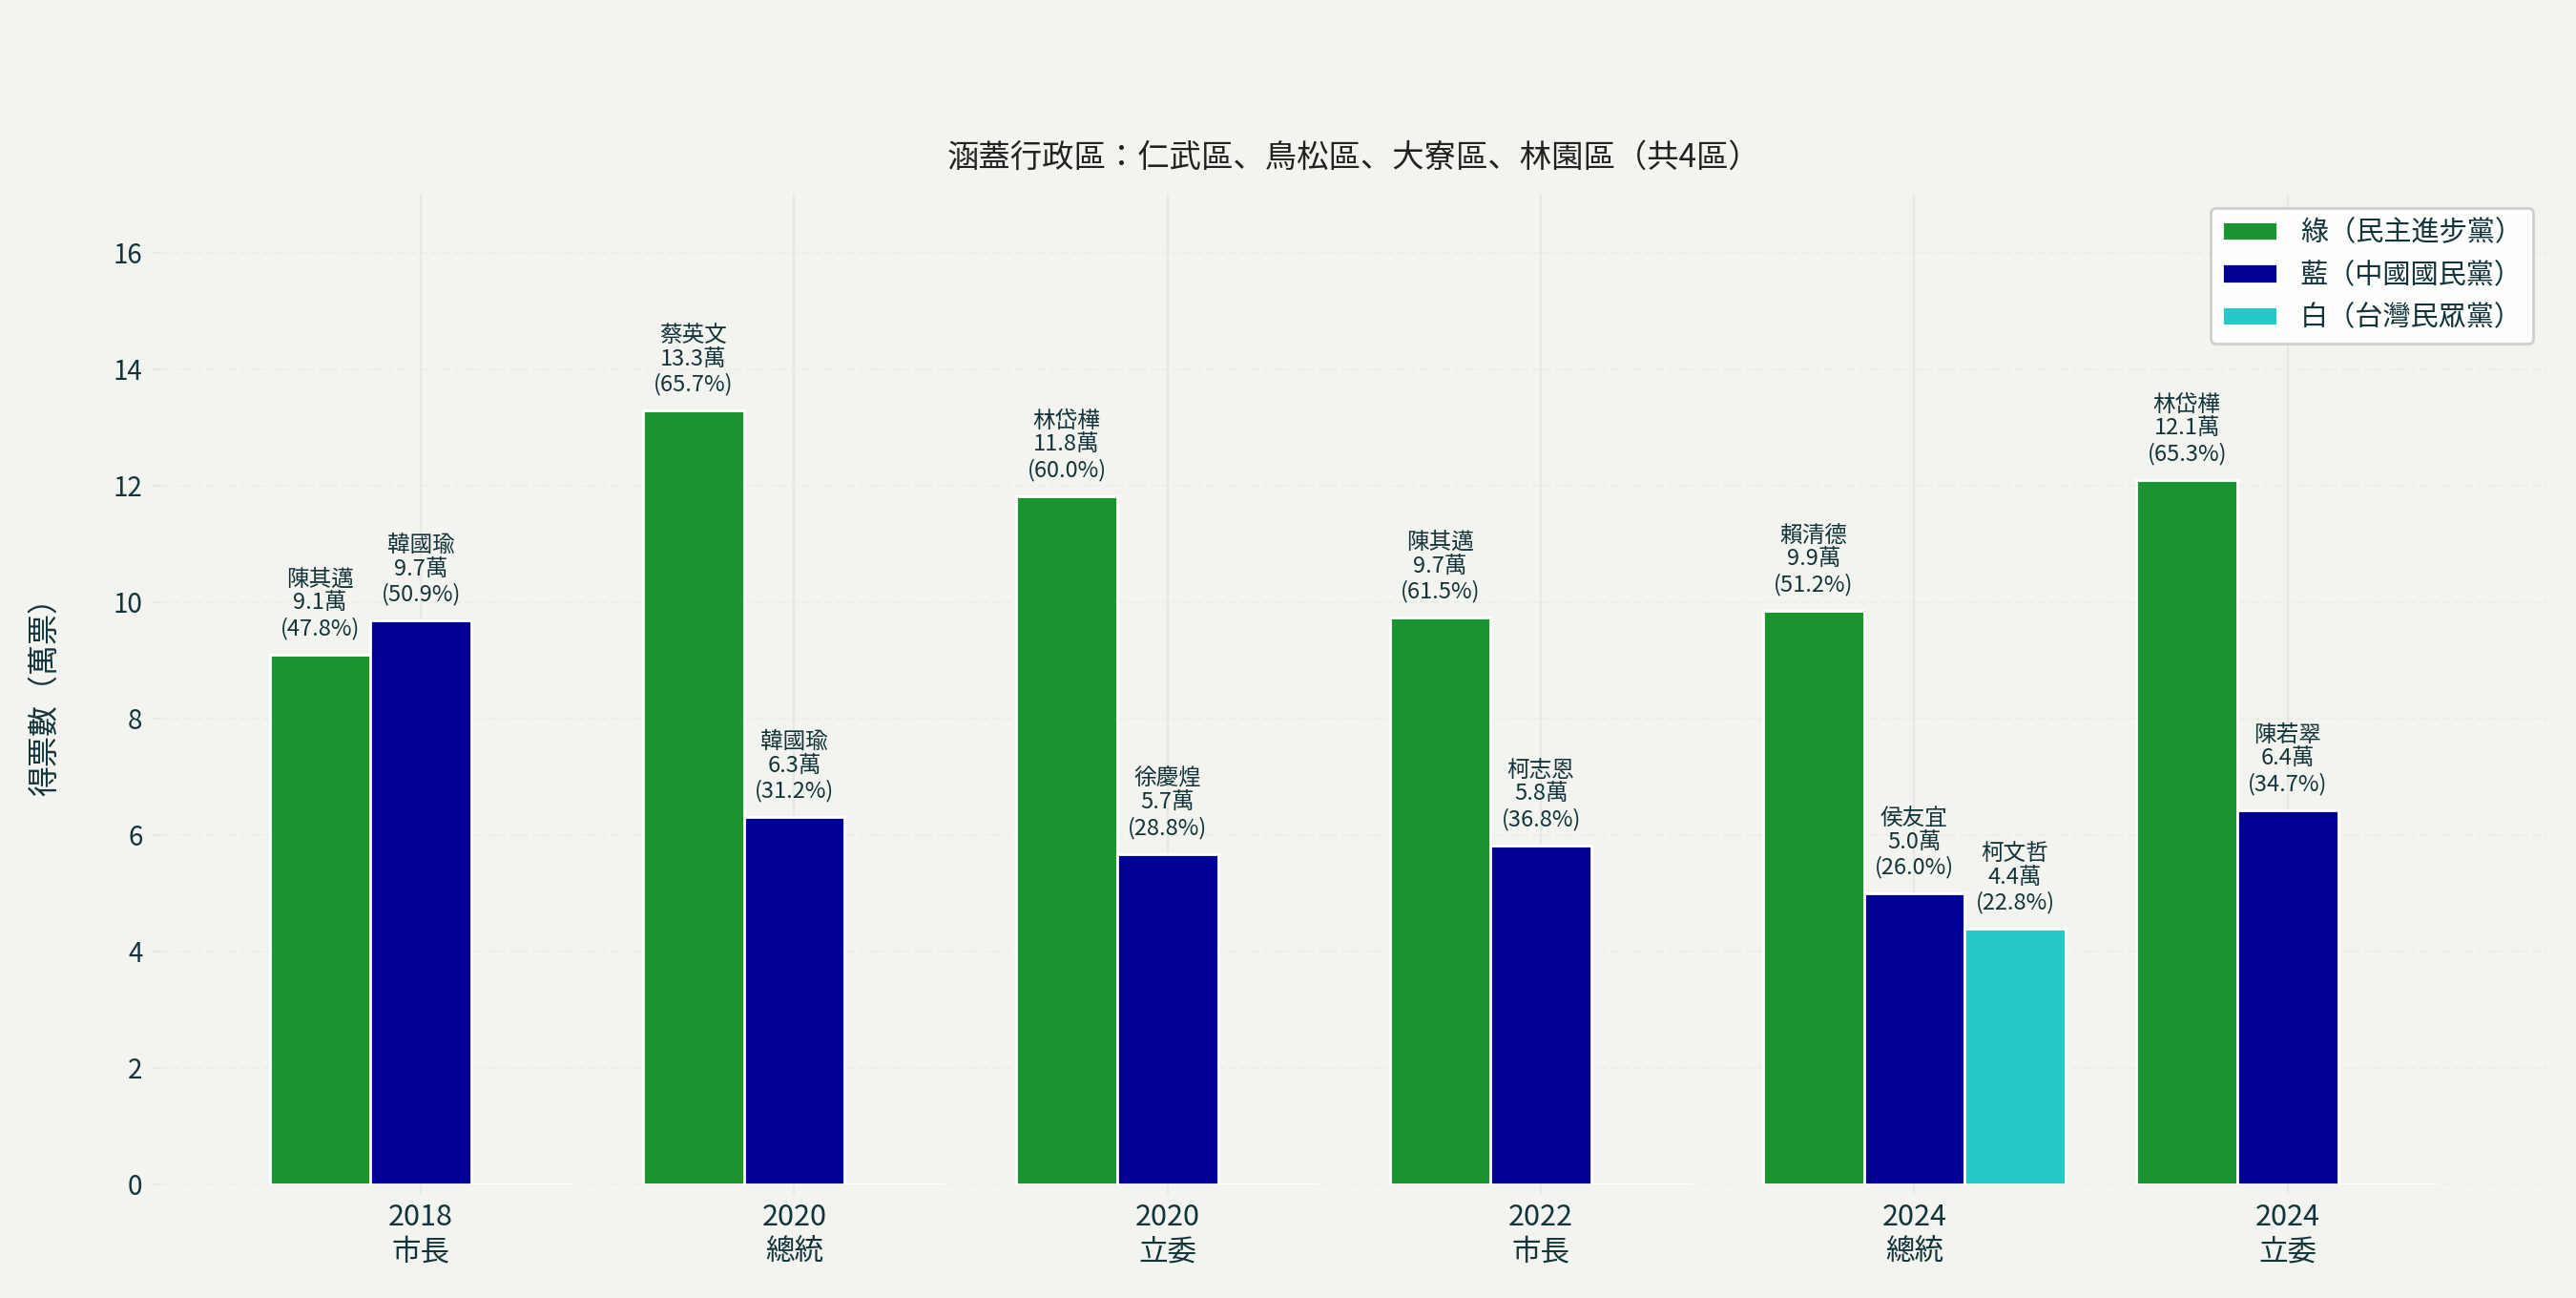 涵蓋行政區：仁武區、鳥松區、大寮區、林園區（共4區）
綠（民主進步黨）
藍（中國國民黨）
白（台灣民眾黨）
得票數（萬票）
16
14
12
10
8
6
4
2
0
陳其邁
9.1萬
(47.8%)
韓國瑜
9.7萬
(50.9%)
蔡英文
13.3萬
(65.7%)
韓國瑜
6.3萬
(31.2%)
林岱樺
11.8萬
(60.0%)
徐慶煌
5.7萬
(28.8%)
陳其邁
9.7萬
(61.5%)
柯志恩
5.8萬
(36.8%)
賴清德
9.9萬
(51.2%)
侯友宜
5.0萬
(26.0%)
柯文哲
4.4萬
(22.8%)
林岱樺
12.1萬
(65.3%)
陳若翠
6.4萬
(34.7%)
2018
市長
2020
總統
2020
立委
2022
市長
2024
總統
2024
立委